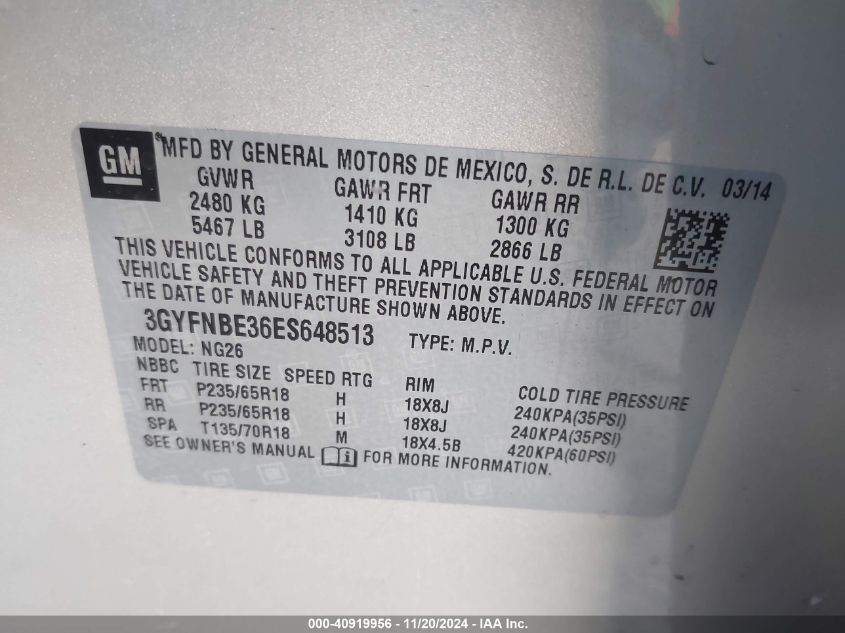 GM
MFD BY GENERAL MOTORS DE MEXICO, S. DE R.L. DE C.V. 03/14
GVWR GAWR FRT GAWR RR
2480 KG 1410 KG 1300 KG
5467 LB 3108 LB 2866 LB
THIS VEHICLE CONFORMS TO ALL APPLICABLE U.S. FEDERAL MOTOR
VEHICLE SAFETY AND THEFT PREVENTION STANDARDS IN EFFECT ON
THE DATE OF MANUFACTURE SHOWN ABOVE.
3GYFNBE36ES648513 TYPE: M.P.V.
MODEL: NG26
NBBC TIRE SIZE SPEED RTG RIM COLD TIRE PRESSURE
FRT P235/65R18 H 18X8J 240KPA(35PSI)
RR P235/65R18 H 18X8J 240KPA(35PSI)
SPA T135/70R18 M 18X4.5B 420KPA(60PSI)
SEE OWNER'S MANUAL FOR MORE INFORMATION.
000-40919956 - 11/20/2024 - IAA Inc.